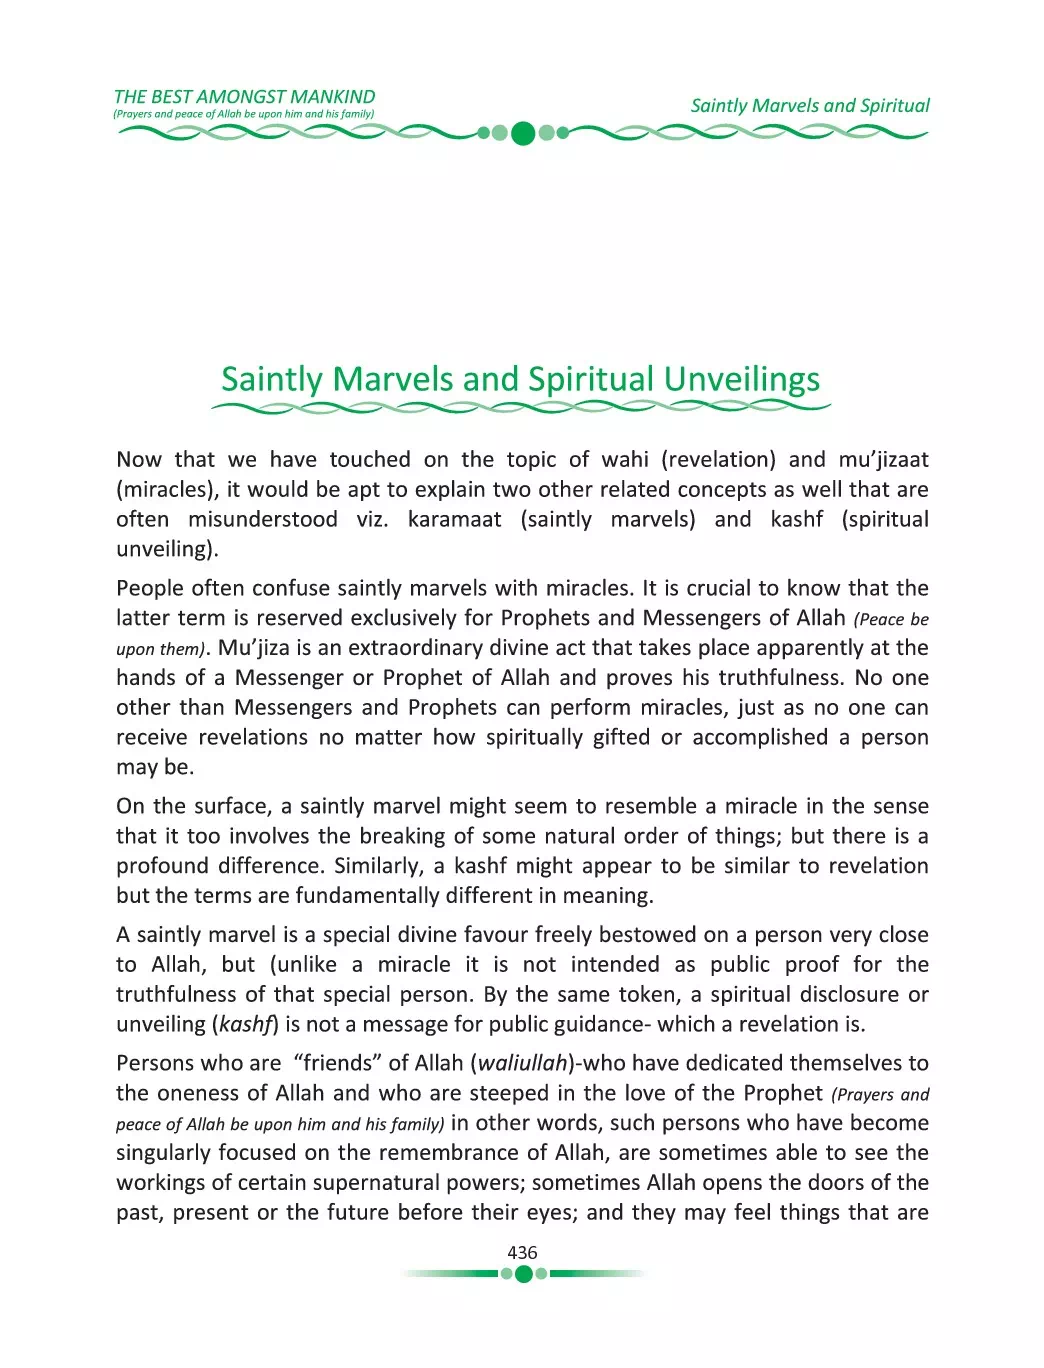 THE BEST AMONGST MANKIND
(Prayers and peace of Allah be upon him and his family)
Saintly Marvels and Spiritual
Saintly Marvels and Spiritual Unveilings
Now that we have touched on the topic of wahi (revelation) and mu’jizaat
(miracles), it would be apt to explain two other related concepts as well that are
often misunderstood viz. karamaat (saintly marvels) and kashf (spiritual
unveiling).
People often confuse saintly marvels with miracles. It is crucial to know that the
latter term is reserved exclusively for Prophets and Messengers of Allah (Peace be
upon them). Mu’jiza is an extraordinary divine act that takes place apparently at the
hands of a Messenger or Prophet of Allah and proves his truthfulness. No one
other than Messengers and Prophets can perform miracles, just as no one can
receive revelations no matter how spiritually gifted or accomplished a person
may be.
On the surface, a saintly marvel might seem to resemble a miracle in the sense
that it too involves the breaking of some natural order of things; but there is a
profound difference. Similarly, a kashf might appear to be similar to revelation
but the terms are fundamentally different in meaning.
A saintly marvel is a special divine favour freely bestowed on a person very close
to Allah, but (unlike a miracle it is not intended as public proof for the
truthfulness of that special person. By the same token, a spiritual disclosure or
unveiling (kashf) is not a message for public guidance- which a revelation is.
Persons who are “friends” of Allah (waliullah)-who have dedicated themselves to
the oneness of Allah and who are steeped in the love of the Prophet (Prayers and
peace of Allah be upon him and his family) in other words, such persons who have become
singularly focused on the remembrance of Allah, are sometimes able to see the
workings of certain supernatural powers; sometimes Allah opens the doors of the
past, present or the future before their eyes; and they may feel things that are
436